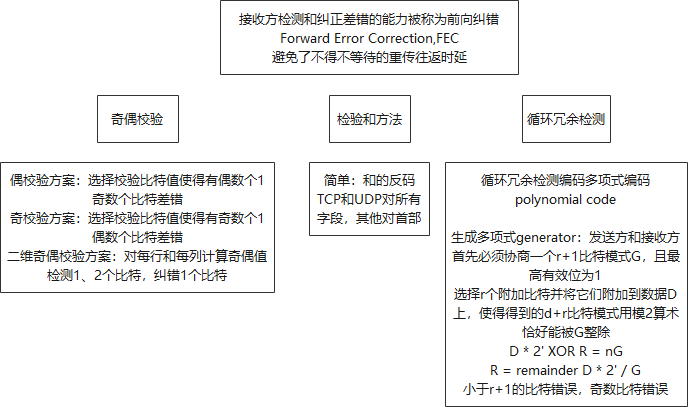 接收方检测和纠正差错的能力被称为前向纠错
Forward Error Correction,FEC
避免了不得不等待的重传往返时延
奇偶校验
检验和方法
循环冗余检测
偶校验方案：选择校验比特值使得有偶数个1
奇数个比特差错
奇校验方案：选择校验比特值使得有奇数个1
偶数个比特差错
二维奇偶校验方案：对每行和每列计算奇偶值
检测1、2个比特，纠错1个比特
简单：和的反码
TCP和UDP对所有
字段，其他对首部
循环冗余检测编码多项式编码
polynomial code
生成多项式generator：发送方和接收方
首先必须协商一个r+1比特模式G，且最
高有效位为1
选择r个附加比特并将它们附加到数据D
上，使得得到的d+r比特模式用模2算术
恰好能被G整除
D * 2' XOR R = nG
R = remainder D * 2' / G
小于r+1的比特错误，奇数比特错误